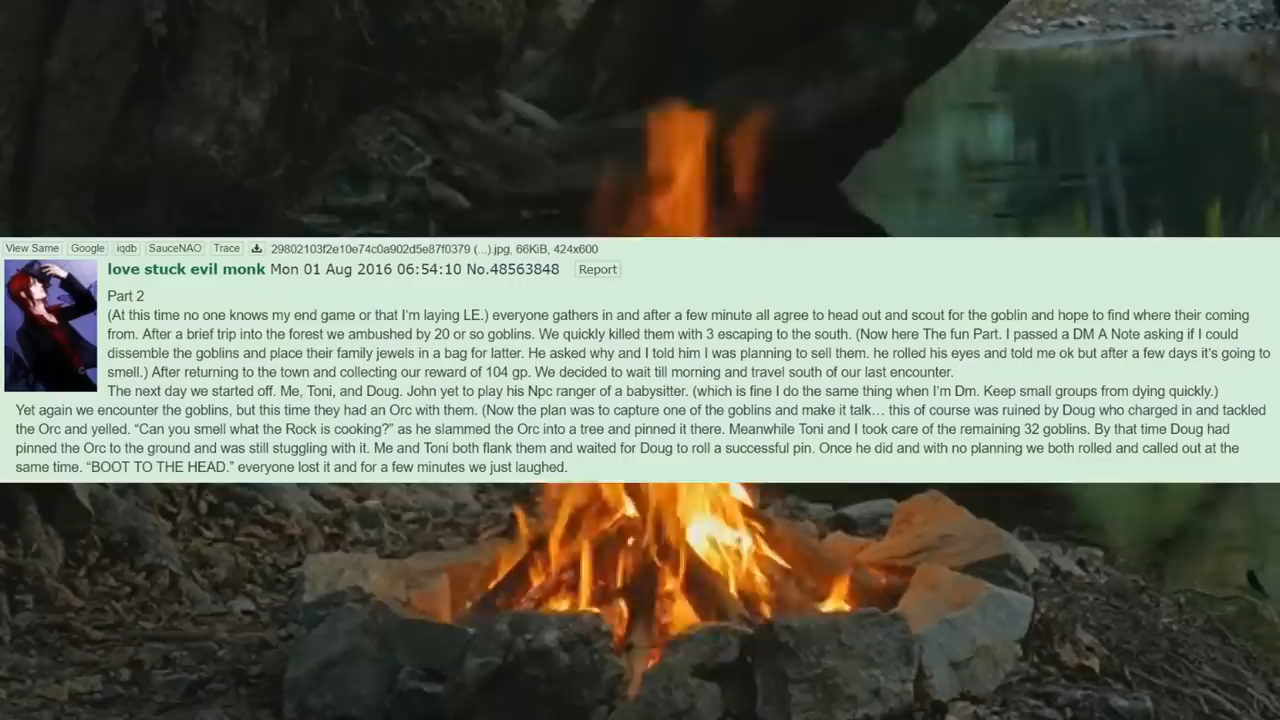 View Same Google iqdb SauceNAO Trace 29802103f2e10e74c0a902d5e87f0379 (...).jpg, 66KiB, 424x600
love stuck evil monk Mon 01 Aug 2016 06:54:10 No.48563848 Report
Part 2
(At this time no one knows my end game or that I'm laying LE.) everyone gathers in and after a few minute all agree to head out and scout for the goblin and hope to find where their coming
from. After a brief trip into the forest we ambushed by 20 or so goblins. We quickly killed them with 3 escaping to the south. (Now here The fun Part. I passed a DM A Note asking if I could
dissemble the goblins and place their family jewels in a bag for latter. He asked why and I told him I was planning to sell them. he rolled his eyes and told me ok but after a few days it's going to
smell.) After returning to the town and collecting our reward of 104 gp. We decided to wait till morning and travel south of our last encounter.
The next day we started off. Me, Toni, and Doug. John yet to play his Npc ranger of a babysitter. (which is fine I do the same thing when I'm Dm. Keep small groups from dying quickly.)
Yet again we encounter the goblins, but this time they had an Orc with them. (Now the plan was to capture one of the goblins and make it talk… this of course was ruined by Doug who charged in and tackled
the Orc and yelled. “Can you smell what the Rock is cooking?” as he slammed the Orc into a tree and pinned it there. Meanwhile Toni and I took care of the remaining 32 goblins. By that time Doug had
pinned the Orc to the ground and was still stuggling with it. Me and Toni both flank them and waited for Doug to roll a successful pin. Once he did and with no planning we both rolled and called out at the
same time. “BOOT TO THE HEAD.” everyone lost it and for a few minutes we just laughed.